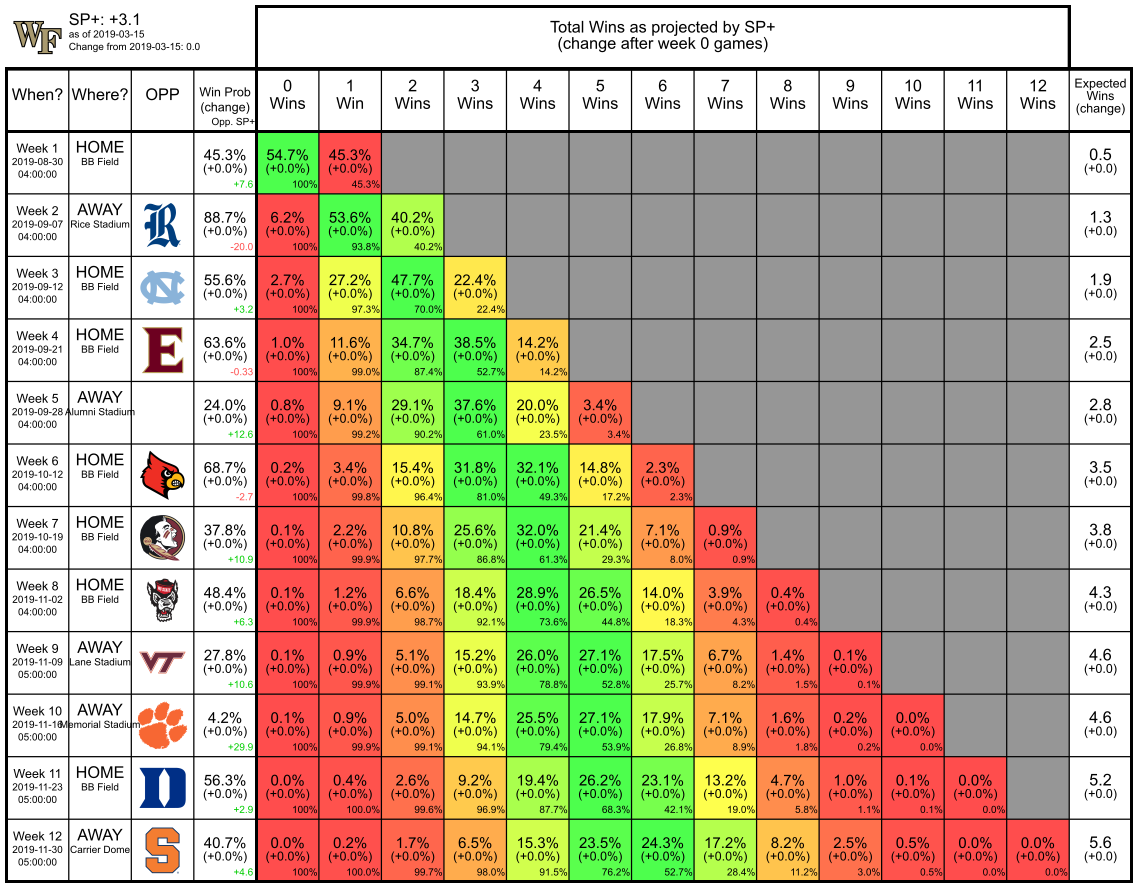 WF
SP+: +3.1
as of 2019-03-15
Change from 2019-03-15: 0.0
Total Wins as projected by SP+
(change after week 0 games)
When? Where? OPP Win Prob (change) Opp. SP+ 0 Wins 1 Win 2 Wins 3 Wins 4 Wins 5 Wins 6 Wins 7 Wins 8 Wins 9 Wins 10 Wins 11 Wins 12 Wins Expected Wins (change)
Week 1 HOME
2019-08-30 BB Field 45.3% 54.7% 45.3% 0.5
04:00:00 (+0.0%) (+0.0%) (+0.0%) (+0.0)
+7.6 100% 45.3%
Week 2 AWAY
2019-09-07 Rice Stadium R 88.7% 6.2% 53.6% 40.2% 1.3
04:00:00 (+0.0%) (+0.0%) (+0.0%) (+0.0%) (+0.0)
-20.0 100% 93.8% 40.2%
Week 3 HOME
2019-09-12 BB Field NC 55.6% 2.7% 27.2% 47.7% 22.4% 1.9
04:00:00 (+0.0%) (+0.0%) (+0.0%) (+0.0%) (+0.0%) (+0.0)
+3.2 100% 97.3% 70.0% 22.4%
Week 4 HOME
2019-09-21 BB Field E 63.6% 1.0% 11.6% 34.7% 38.5% 14.2% 2.5
04:00:00 (+0.0%) (+0.0%) (+0.0%) (+0.0%) (+0.0%) (+0.0%) (+0.0)
-0.33 100% 99.0% 87.4% 52.7% 14.2%
Week 5 AWAY
2019-09-28 Alumni Stadium 24.0% 0.8% 9.1% 29.1% 37.6% 20.0% 3.4% 2.8
04:00:00 (+0.0%) (+0.0%) (+0.0%) (+0.0%) (+0.0%) (+0.0%) (+0.0%) (+0.0)
+12.6 100% 99.2% 90.2% 61.0% 23.5% 3.4%
Week 6 HOME
2019-10-12 BB Field 68.7% 0.2% 3.4% 15.4% 31.8% 32.1% 14.8% 2.3% 3.5
04:00:00 (+0.0%) (+0.0%) (+0.0%) (+0.0%) (+0.0%) (+0.0%) (+0.0%) (+0.0%) (+0.0)
-2.7 100% 99.8% 96.4% 81.0% 49.3% 17.2% 2.3%
Week 7 HOME
2019-10-19 BB Field 37.8% 0.1% 2.2% 10.8% 25.6% 32.0% 21.4% 7.1% 0.9% 3.8
04:00:00 (+0.0%) (+0.0%) (+0.0%) (+0.0%) (+0.0%) (+0.0%) (+0.0%) (+0.0%) (+0.0%) (+0.0)
+10.9 100% 99.9% 97.7% 86.8% 61.3% 29.3% 8.0% 0.9%
Week 8 HOME
2019-11-02 BB Field 48.4% 0.1% 1.2% 6.6% 18.4% 28.9% 26.5% 14.0% 3.9% 0.4% 4.3
04:00:00 (+0.0%) (+0.0%) (+0.0%) (+0.0%) (+0.0%) (+0.0%) (+0.0%) (+0.0%) (+0.0%) (+0.0%) (+0.0)
+6.3 100% 99.9% 98.7% 92.1% 73.6% 44.8% 18.3% 4.3% 0.4%
Week 9 AWAY
2019-11-09 Lane Stadium VT 27.8% 0.1% 0.9% 5.1% 15.2% 26.0% 27.1% 17.5% 6.7% 1.4% 0.1% 4.6
05:00:00 (+0.0%) (+0.0%) (+0.0%) (+0.0%) (+0.0%) (+0.0%) (+0.0%) (+0.0%) (+0.0%) (+0.0%) (+0.0%) (+0.0)
+10.6 100% 99.9% 99.1% 93.9% 78.8% 52.8% 25.7% 8.2% 1.5% 0.1%
Week 10 AWAY
2019-11-16 Memorial Stadium 4.2% 0.1% 0.9% 5.0% 14.7% 25.5% 27.1% 17.9% 7.1% 1.6% 0.2% 0.0% 4.6
05:00:00 (+0.0%) (+0.0%) (+0.0%) (+0.0%) (+0.0%) (+0.0%) (+0.0%) (+0.0%) (+0.0%) (+0.0%) (+0.0%) (+0.0%) (+0.0)
+29.9 100% 99.9% 99.1% 94.1% 79.4% 53.9% 26.8% 8.9% 1.8% 0.2% 0.0%
Week 11 HOME
2019-11-23 BB Field D 56.3% 0.0% 0.4% 2.6% 9.2% 19.4% 26.2% 23.1% 13.2% 4.7% 1.0% 0.1% 0.0% 5.2
05:00:00 (+0.0%) (+0.0%) (+0.0%) (+0.0%) (+0.0%) (+0.0%) (+0.0%) (+0.0%) (+0.0%) (+0.0%) (+0.0%) (+0.0%) (+0.0%) (+0.0)
+2.9 100% 100.0% 99.6% 96.9% 87.7% 68.3% 42.1% 19.0% 5.8% 1.1% 0.1% 0.0%
Week 12 AWAY
2019-11-30 Carrier Dome S 40.7% 0.0% 0.2% 1.7% 6.5% 15.3% 23.5% 24.3% 17.2% 8.2% 2.5% 0.5% 0.0% 0.0% 5.6
05:00:00 (+0.0%) (+0.0%) (+0.0%) (+0.0%) (+0.0%) (+0.0%) (+0.0%) (+0.0%) (+0.0%) (+0.0%) (+0.0%) (+0.0%) (+0.0%) (+0.0%) (+0.0)
+4.6 100% 100.0% 99.7% 98.0% 91.5% 76.2% 52.7% 28.4% 11.2% 3.0% 0.5% 0.0% 0.0%